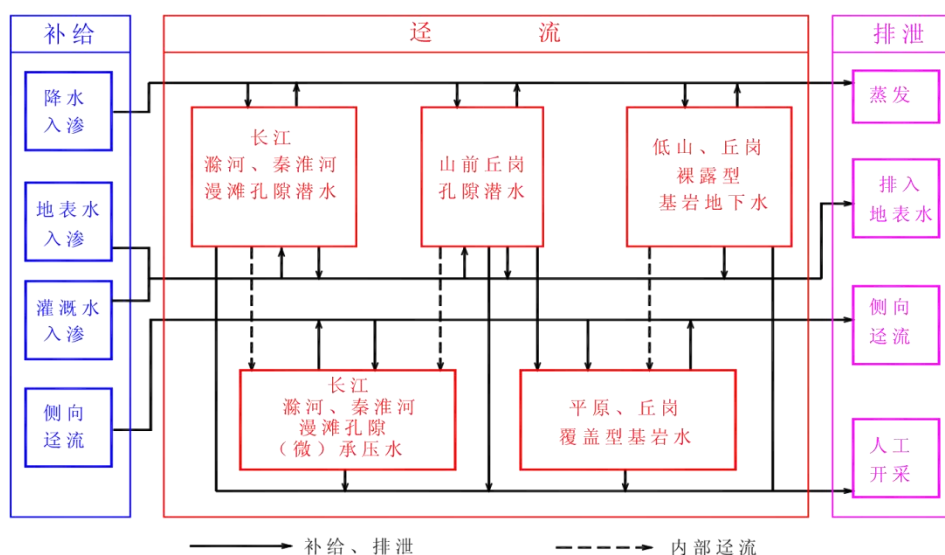 补给
降水
入渗
地表水
入渗
灌溉水
入渗
侧向
迳流
迳流
长江
滁河、秦淮河
漫滩孔隙潜水
山前丘岗
孔隙潜水
低山、丘岗
裸露型
基岩地下水
长江
滁河、秦淮河
漫滩孔隙
（微）承压水
平原、丘岗
覆盖型基岩水
排泄
蒸发
排入
地表水
侧向
迳流
人工
开采
补给、排泄
内部迳流